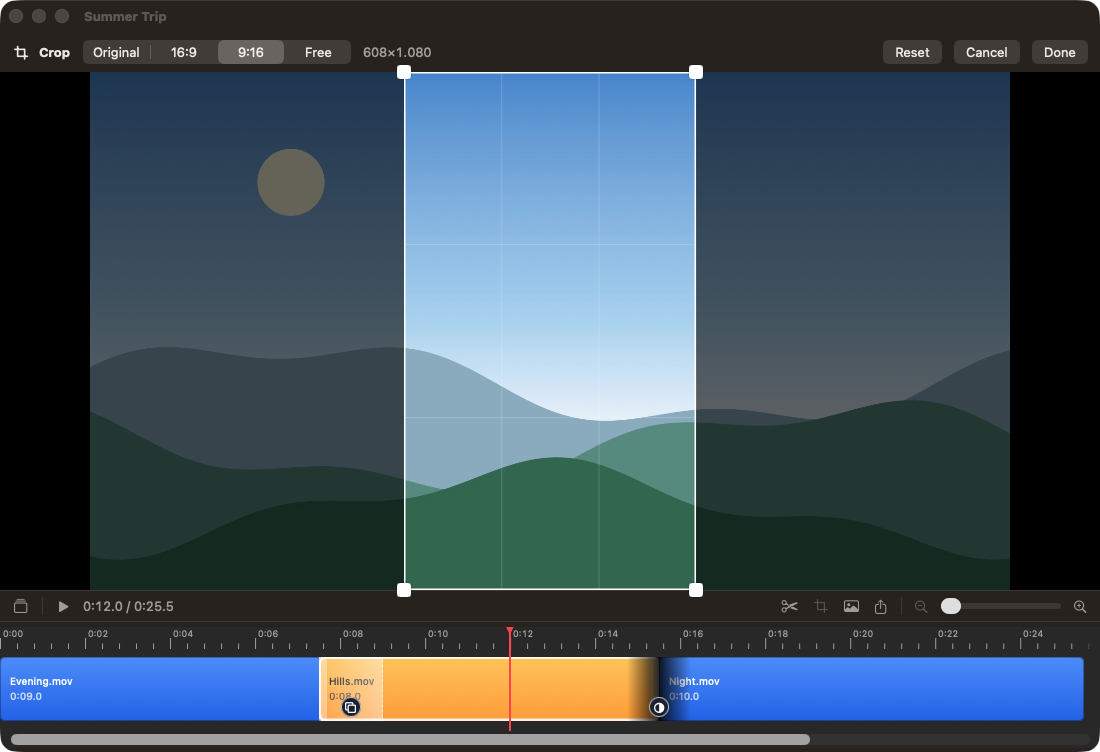 Summer Trip
Crop Original 16:9 9:16 Free 608×1.080 Reset Cancel Done
0:12.0 / 0:25.5
0:00 0:02 0:04 0:06 0:08 0:10 0:12 0:14 0:16 0:18 0:20 0:22 0:24
Evening.mov Hills.mov Night.mov
0:09.0 0:08.0 0:10.0